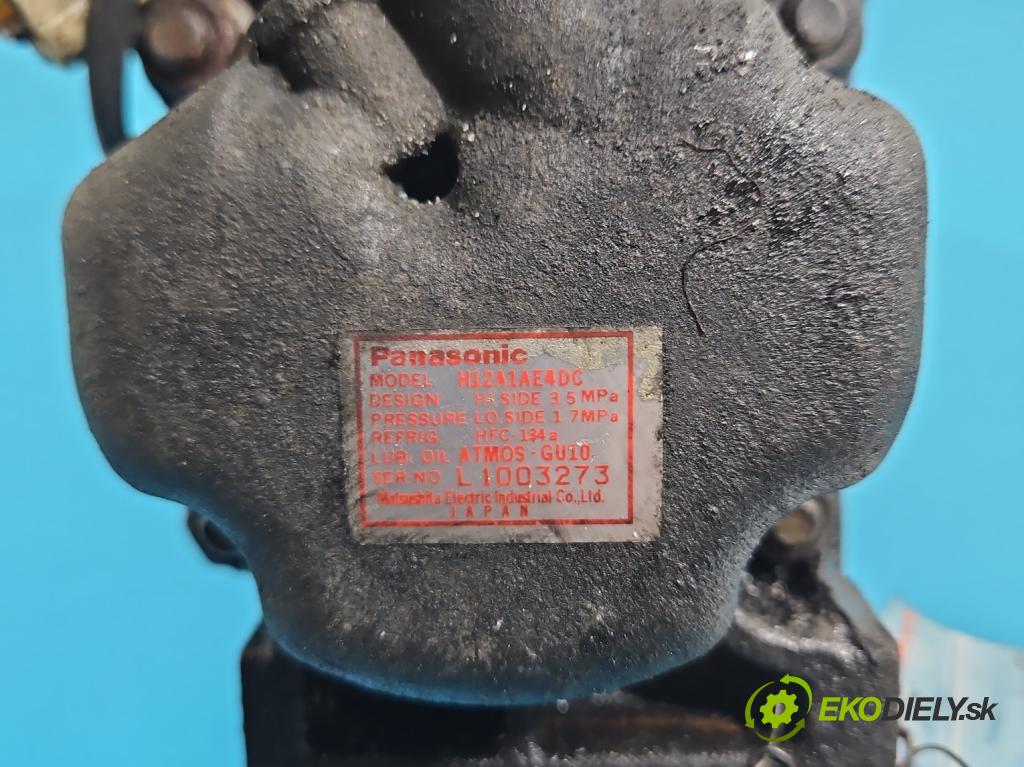 Panasonic
MODEL H12A1AE4DC
DESIGN HI SIDE 3.5 MPa
PRESSURE LO SIDE 1.7 MPa
REFRIG. HFC-134a
LUB. OIL ATMOS-GU10
SER.NO L1003273
Matsushita Electric Industrial Co.,Ltd.
JAPAN
EKODIELY.sk